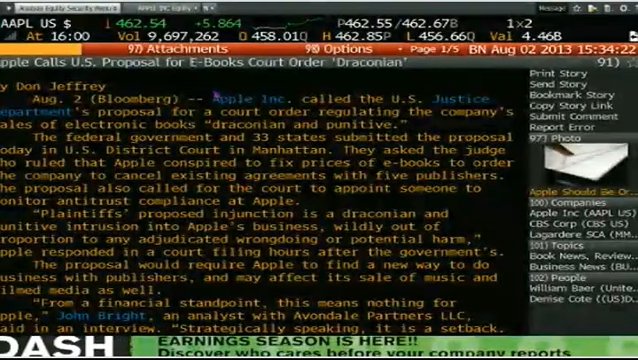 Analyze Equity Security Web
AAPL US $ ↓ 462.54 +5.864 P462.55/462.67B 1×2
At 16:00 Vol 9,697,262 O 458.01Q H 462.85P L 456.66Q Val 4.46B
97) Attachments 98) Options Page 1/5 BN Aug 02 2013 15:34:22
pple Calls U.S. Proposal for E-Books Court Order 'Draconian' 91)
y Don Jeffrey
Aug. 2 (Bloomberg) -- Apple Inc. called the U.S. Justice
epartment's proposal for a court order regulating the company's
ales of electronic books "draconian and punitive."
The federal government and 33 states submitted the proposal
oday in U.S. District Court in Manhattan. They asked the judge
ho ruled that Apple conspired to fix prices of e-books to order
he company to cancel existing agreements with five publishers.
he proposal also called for the court to appoint someone to
onitor antitrust compliance at Apple.
"Plaintiffs' proposed injunction is a draconian and
unitive intrusion into Apple's business, wildly out of
roportion to any adjudicated wrongdoing or potential harm,"
pple responded in a court filing hours after the government's.
The proposal would require Apple to find a new way to do
usiness with publishers, and may affect its sale of music and
ilmed media as well.
"From a financial standpoint, this means nothing for
pple," John Bright, an analyst with Avondale Partners LLC,
aid in an interview. "Strategically speaking, it is a setback.
Print Story
Send Story
Bookmark Story
Copy Story Link
Submit Comment
Report Error
97) Photo
Apple Should Be Or
100) Companies
Apple Inc (AAPL US)
CBS Corp (CBS US)
Lagardere SCA (MM
101) Topics
Book News, Review...
Business News (BU
102) People
William Baer (Unite
Denise Cote ((US)D
DASH
EARNINGS SEASON IS HERE!!
Discover who cares before your company reports